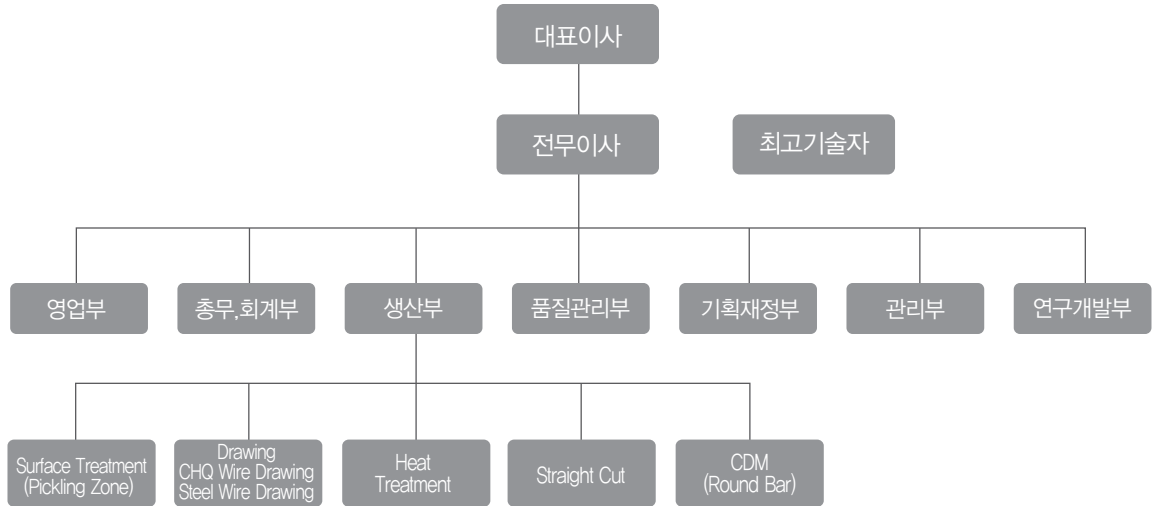 대표이사
전무이사
최고기술자
영업부
총무,회계부
생산부
품질관리부
기획재정부
관리부
연구개발부
Surface Treatment
(Pickling Zone)
Drawing
CHQ Wire Drawing
Steel Wire Drawing
Heat
Treatment
Straight Cut
CDM
(Round Bar)